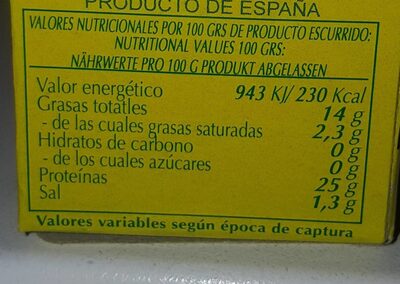 PRODUCTO DE ESPAÑA
VALORES NUTRICIONALES POR 100 GRS DE PRODUCTO ESCURRIDO:
NUTRITIONAL VALUES 100 GRS:
NÄHRWERTE PRO 100 G PRODUKT ABGELASSEN
Valor energético 943 KJ/ 230 Kcal
Grasas totatles 14 g
- de las cuales grasas saturadas 2,3 g
Hidratos de carbono 0 g
- de los cuales azúcares 0 g
Proteínas 25 g
Sal 1,3 g
Valores variables según época de captura